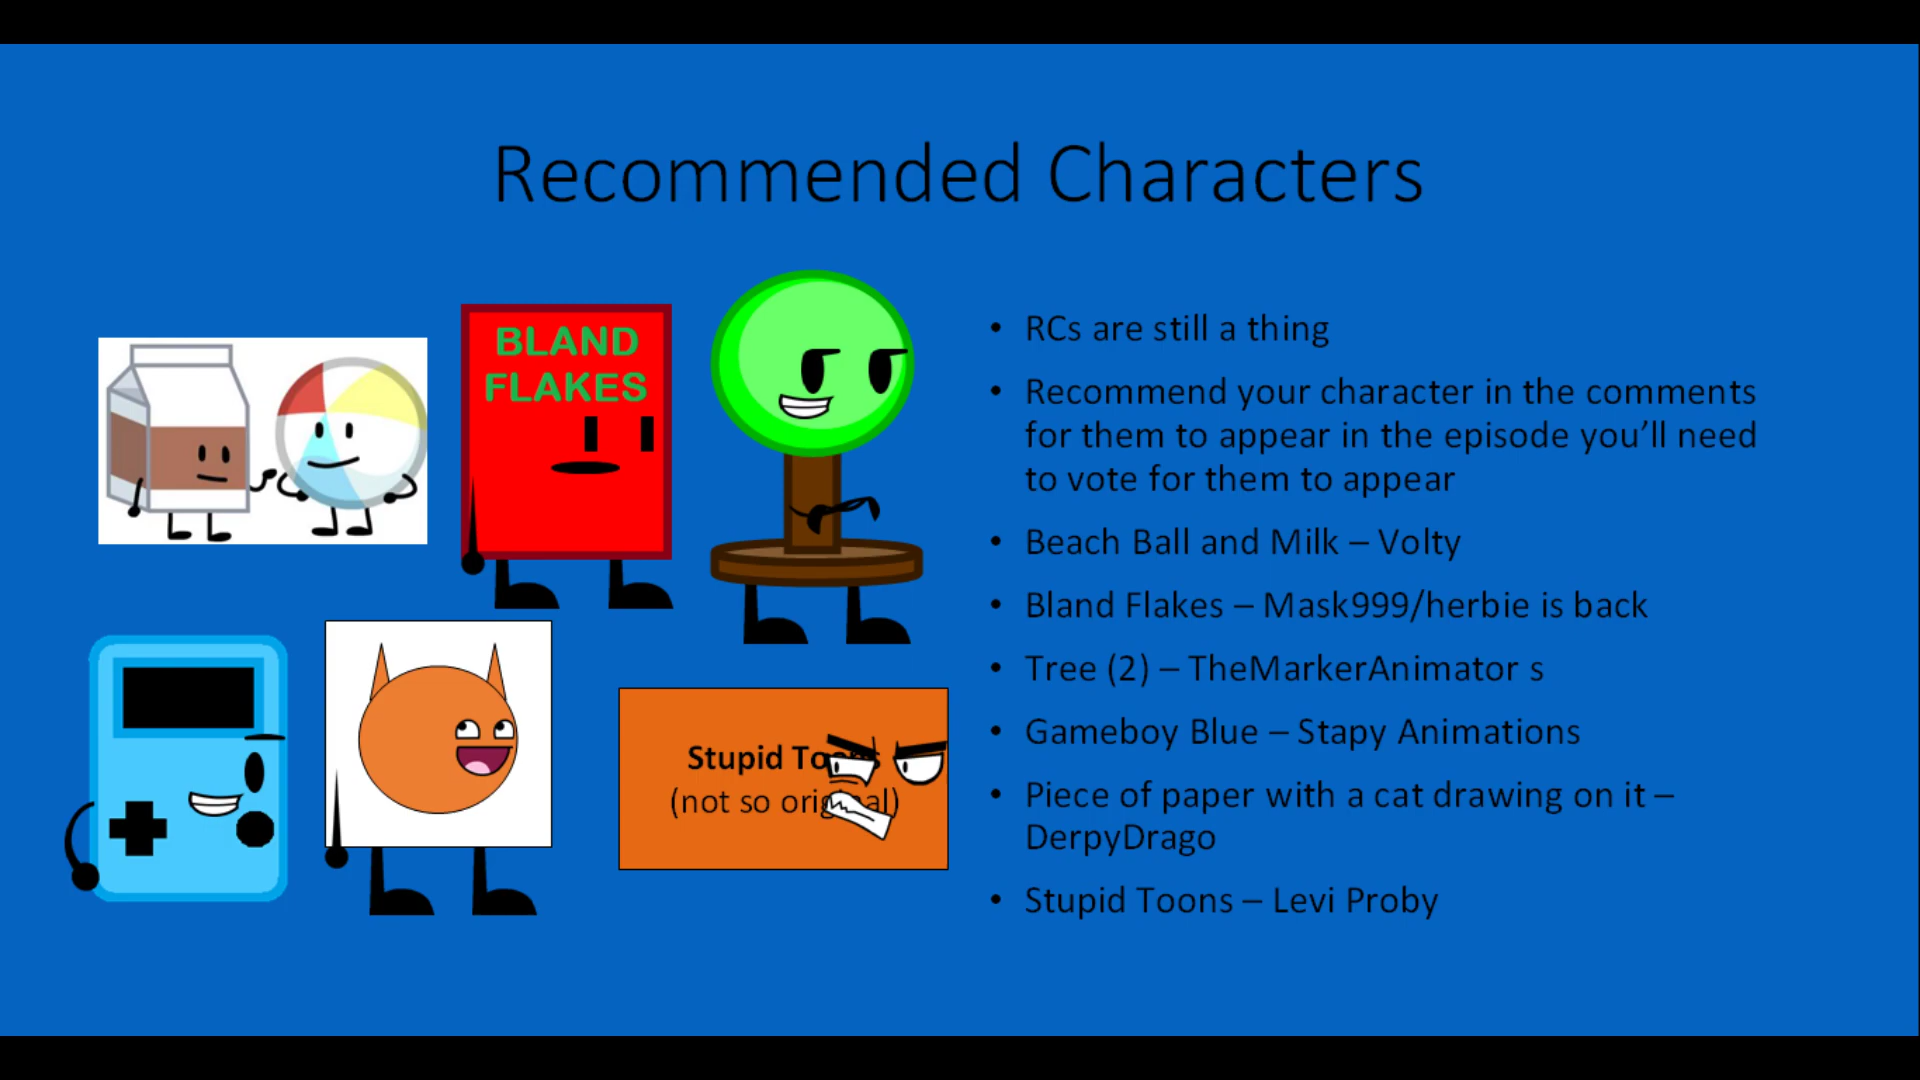 Recommended Characters
BLAND
FLAKES
Stupid To
(not so original)
• RCs are still a thing
• Recommend your character in the comments
for them to appear in the episode you’ll need
to vote for them to appear
• Beach Ball and Milk – Volty
• Bland Flakes – Mask999/herbie is back
• Tree (2) – TheMarkerAnimator s
• Gameboy Blue – Stapy Animations
• Piece of paper with a cat drawing on it –
DerpyDrago
• Stupid Toons – Levi Proby